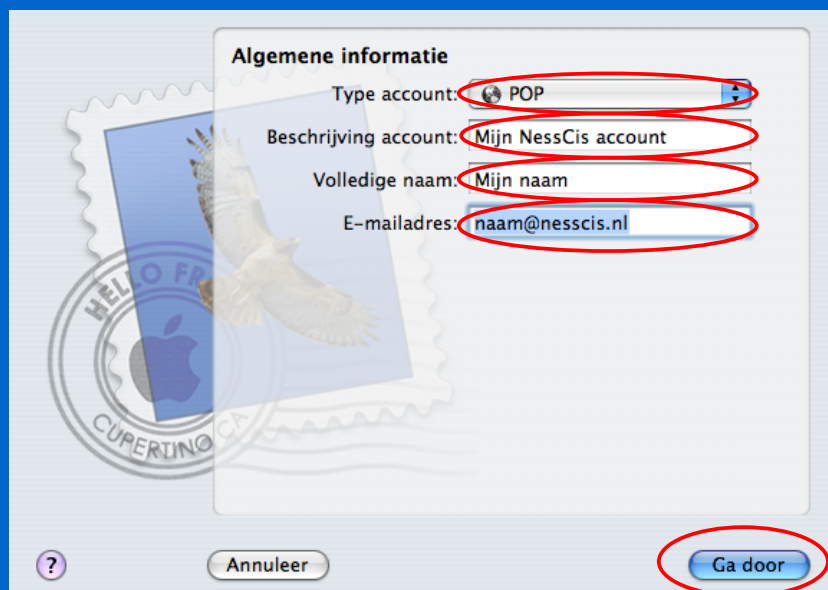 Algemene informatie
Type account: POP
Beschrijving account: Mijn NessCis account
Volledige naam: Mijn naam
E-mailadres: naam@nesscis.nl
HELLO FR
CUPERTINO CA
? Annuleer Ga door